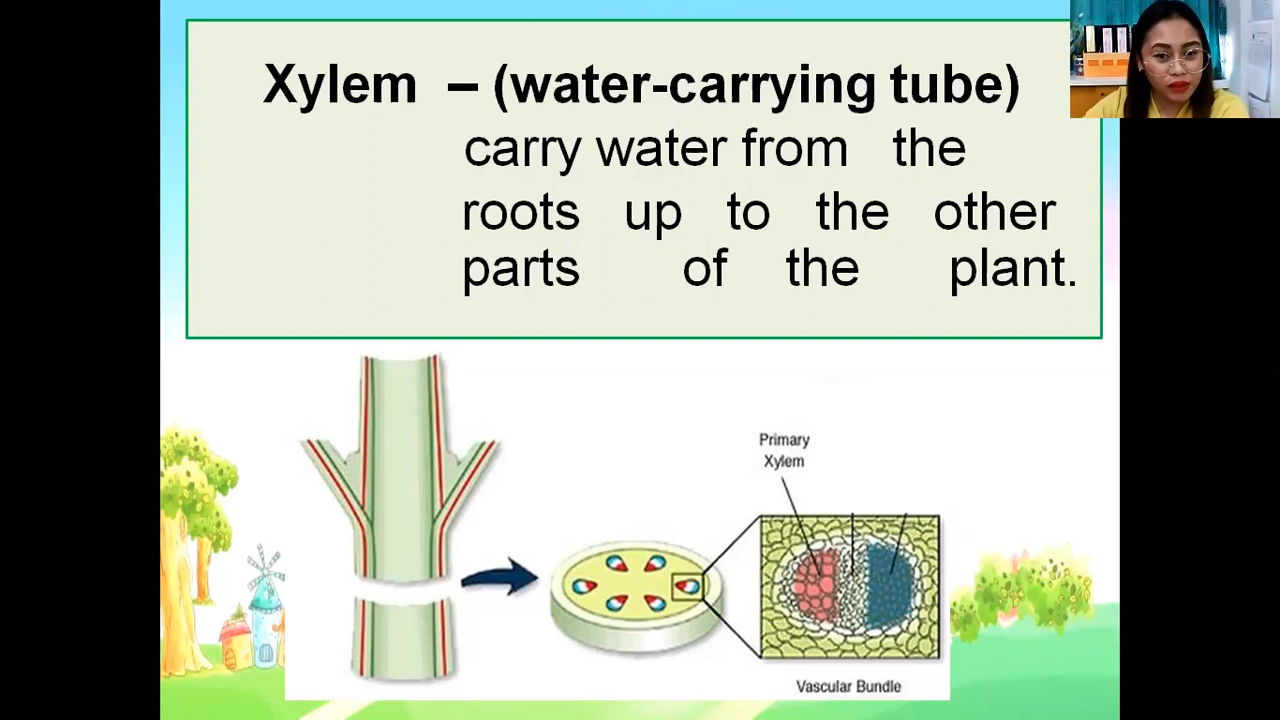 Xylem – (water-carrying tube)
carry water from the
roots up to the other
parts of the plant.
Primary
Xylem
Vascular Bundle